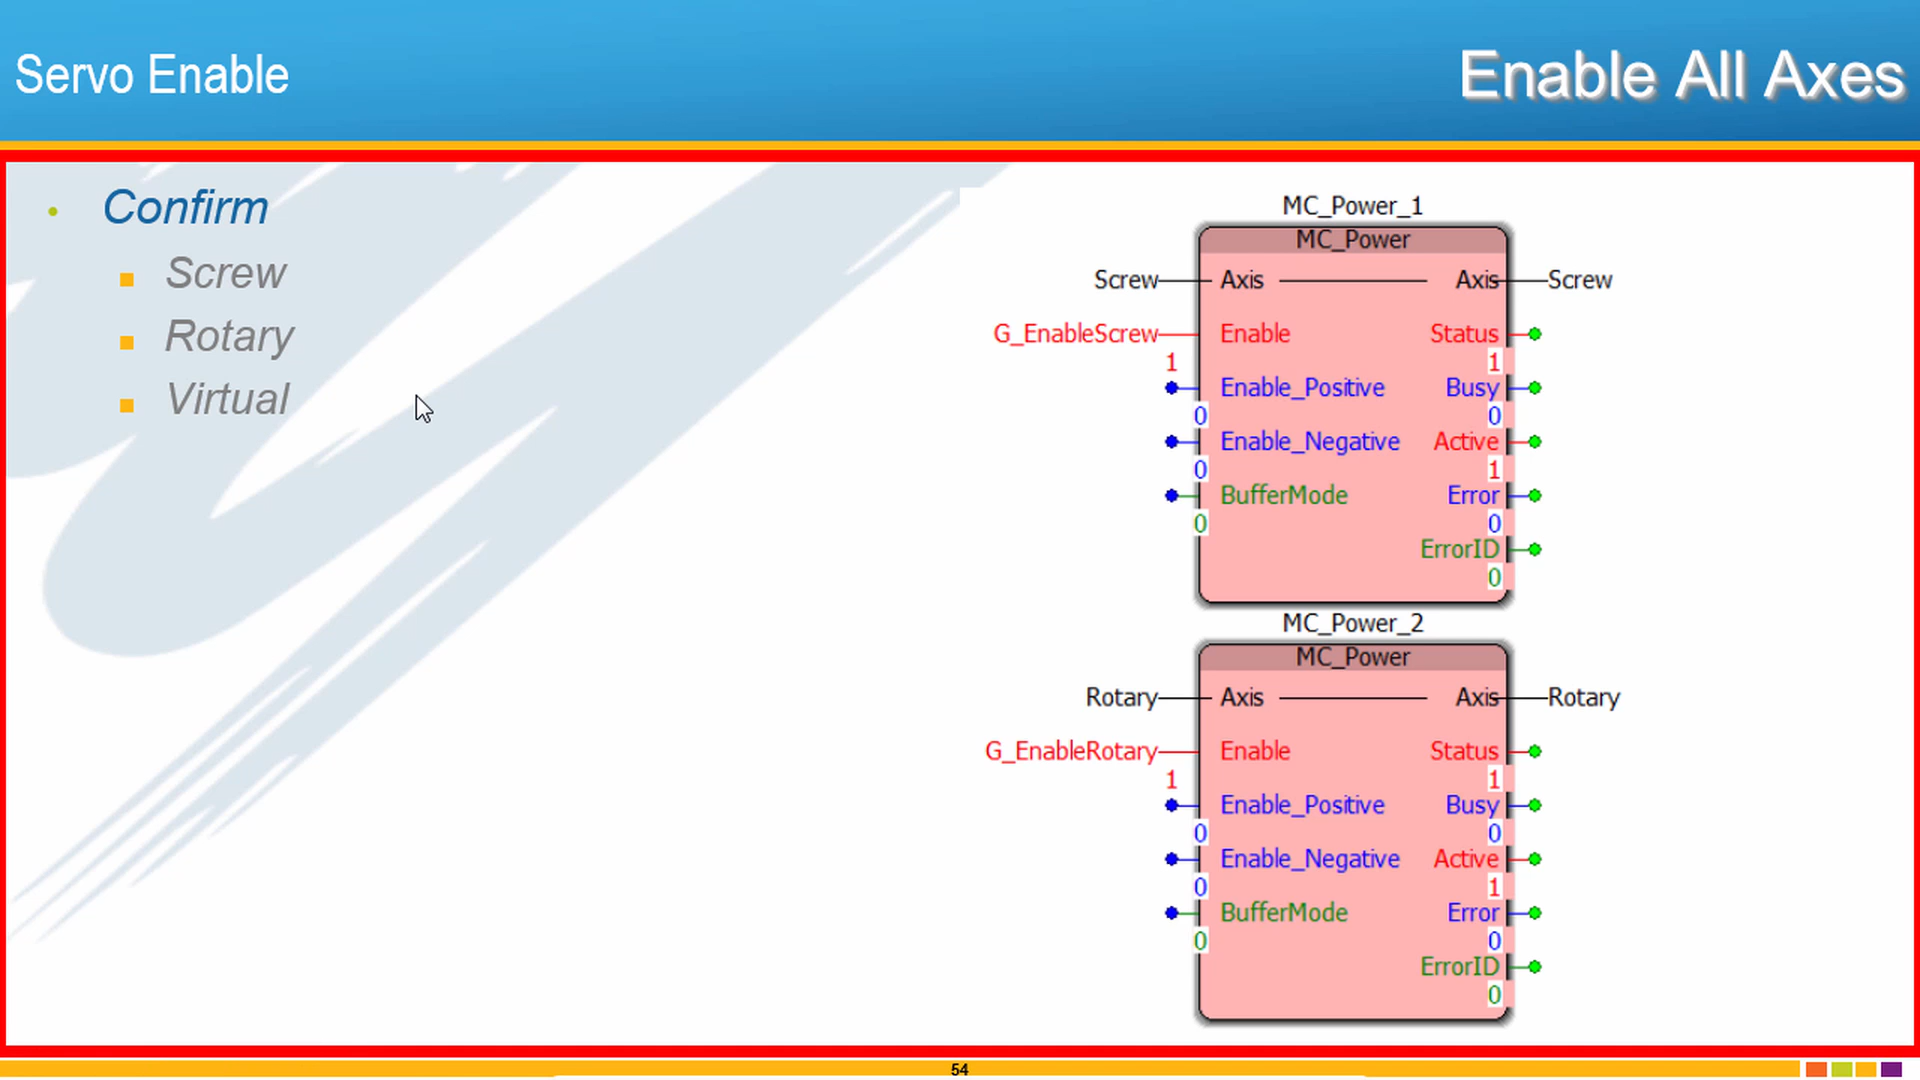 Servo Enable
Enable All Axes
• Confirm
Screw
Rotary
Virtual
MC_Power_1
MC_Power
Screw Axis Axis Screw
G_EnableScrew Enable Status
1 1
Enable_Positive Busy
0 0
Enable_Negative Active
0 1
BufferMode Error
0 0
ErrorID
0
MC_Power_2
MC_Power
Rotary Axis Axis Rotary
G_EnableRotary Enable Status
1 1
Enable_Positive Busy
0 0
Enable_Negative Active
0 1
BufferMode Error
0 0
ErrorID
0
54